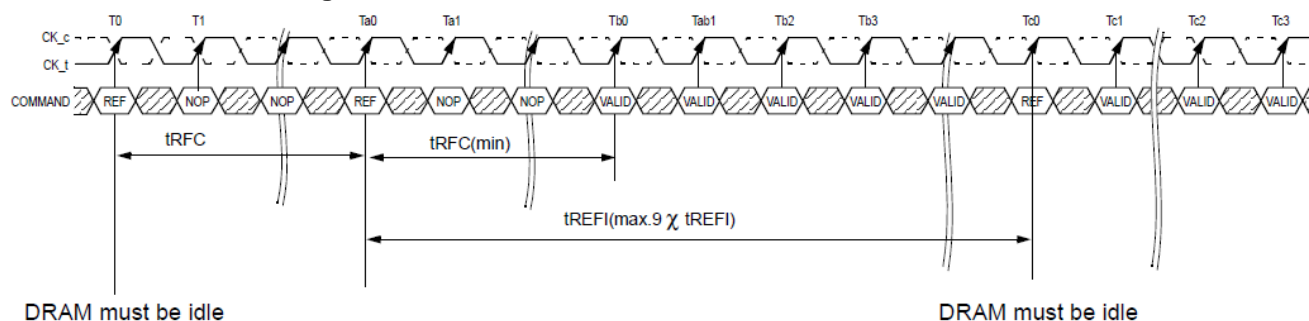 T0 T1 Ta0 Ta1 Tb0 Tab1 Tb2 Tb3 Tc0 Tc1 Tc2 Tc3
CK_c
CK_t
COMMAND REF NOP NOP REF NOP NOP VALID VALID VALID VALID VALID REF VALID VALID VALID
tRFC tRFC(min)
tREFI(max.9 χ tREFI)
DRAM must be idle DRAM must be idle